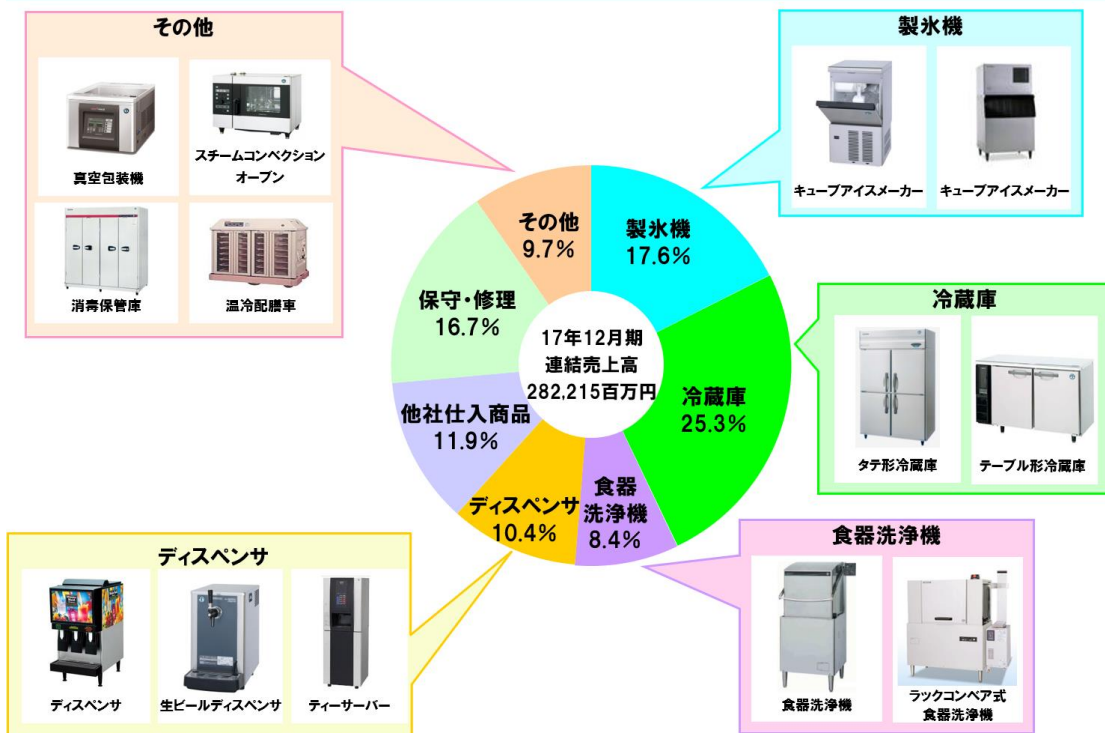 その他
真空包装機
スチームコンベクション
オーブン
消毒保管庫
温冷配膳車
製氷機
キューブアイスメーカー
キューブアイスメーカー
その他
9.7%
製氷機
17.6%
保守・修理
16.7%
17年12月期
連結売上高
282,215百万円
冷蔵庫
25.3%
他社仕入商品
11.9%
ディスペンサ
10.4%
食器
洗浄機
8.4%
冷蔵庫
タテ形冷蔵庫
テーブル形冷蔵庫
ディスペンサ
ディスペンサ
生ビールディスペンサ
ティーサーバー
食器洗浄機
食器洗浄機
ラックコンベア式
食器洗浄機